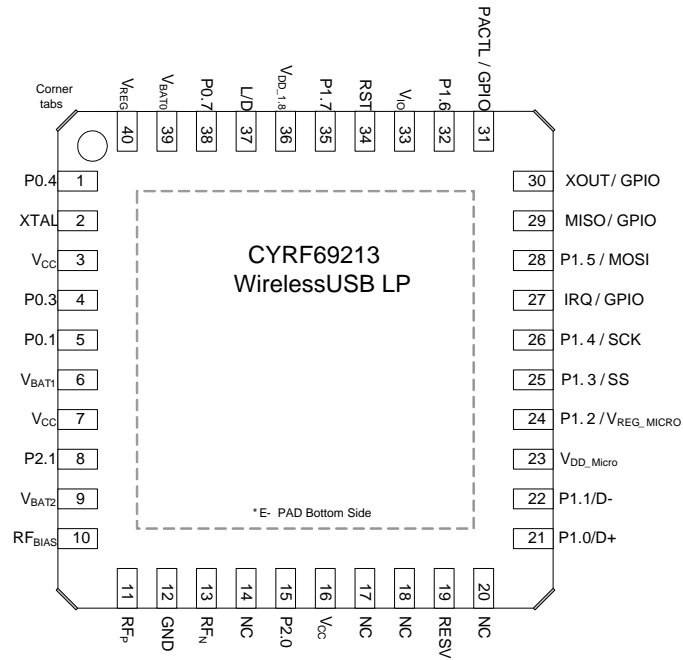 Corner
tabs
VREG
VBAT0
P0.7
L/D
VDD_1.8
P1.7
RST
VIO
P1.6
PACTL / GPIO
40
39
38
37
36
35
34
33
32
31
P0.4 1
XTAL 2
VCC 3
P0.3 4
P0.1 5
VBAT1 6
VCC 7
P2.1 8
VBAT2 9
RFBIAS 10
CYRF69213
WirelessUSB LP
* E- PAD Bottom Side
30 XOUT / GPIO
29 MISO / GPIO
28 P1.5 / MOSI
27 IRQ / GPIO
26 P1.4 / SCK
25 P1.3 / SS
24 P1.2 / VREG_MICRO
23 VDD_Micro
22 P1.1/D-
21 P1.0/D+
11
12
13
14
15
16
17
18
19
20
RFP
GND
RFN
NC
P2.0
VCC
NC
NC
RESV
NC